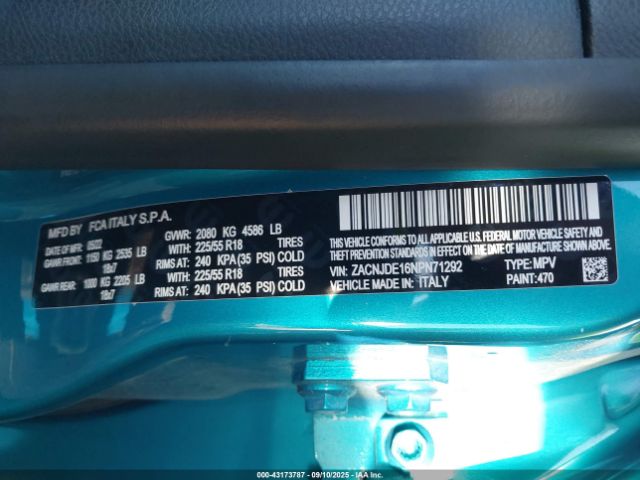 MFD BY FCA ITALY S.P.A.
DATE: 05/22 GVWR: 2080 KG 4586 LB
GAWR FRONT: 1150 KG 2535 LB WITH: 225/55 R18 TIRES
18x7 RIMS AT: 240 KPA(35 PSI) COLD
GAWR REAR: 1000 KG 2205 LB WITH: 225/55 R18 TIRES
18x7 RIMS AT: 240 KPA(35 PSI) COLD
THIS VEHICLE CONFORMS TO ALL APPLICABLE U.S.A. FEDERAL MOTOR VEHICLE SAFETY AND
THEFT PREVENTION STANDARDS IN EFFECT ON THE DATE OF MANUFACTURE SHOWN ABOVE.
VIN: ZACNJDE16NPN71292 TYPE: MPV
VEHICLE MADE IN: ITALY PAINT: 470
000-43173787 - 09/10/2025 - IAAI.COM